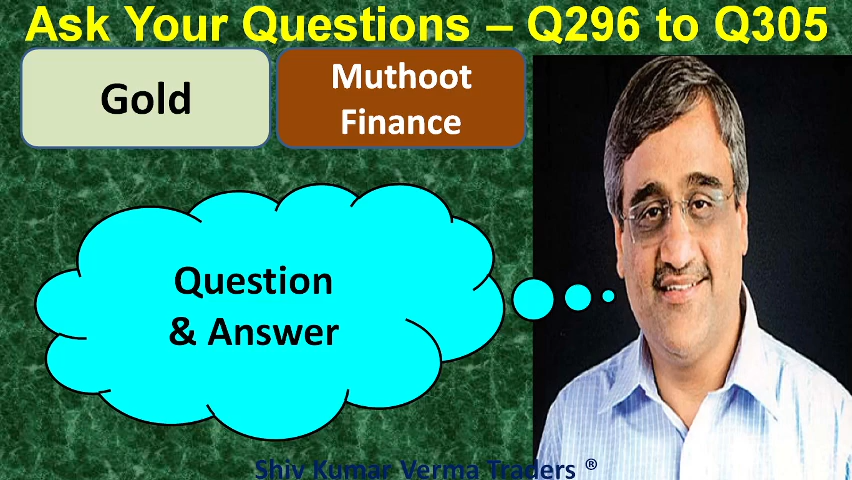 Ask Your Questions – Q296 to Q305
Gold
Muthoot
Finance
Question
& Answer
Shiv Kumar Verma Traders ®